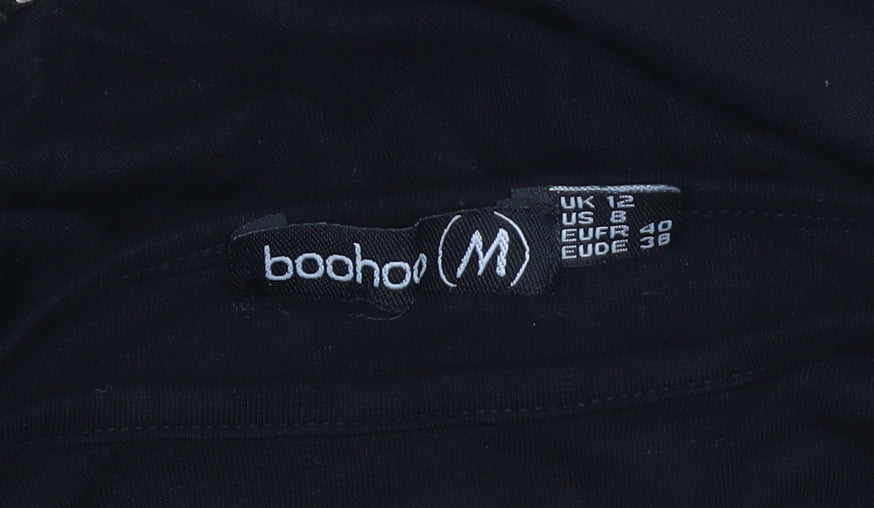 boohoo (M)
UK 12
US 8
EUFR 40
EUDE 38